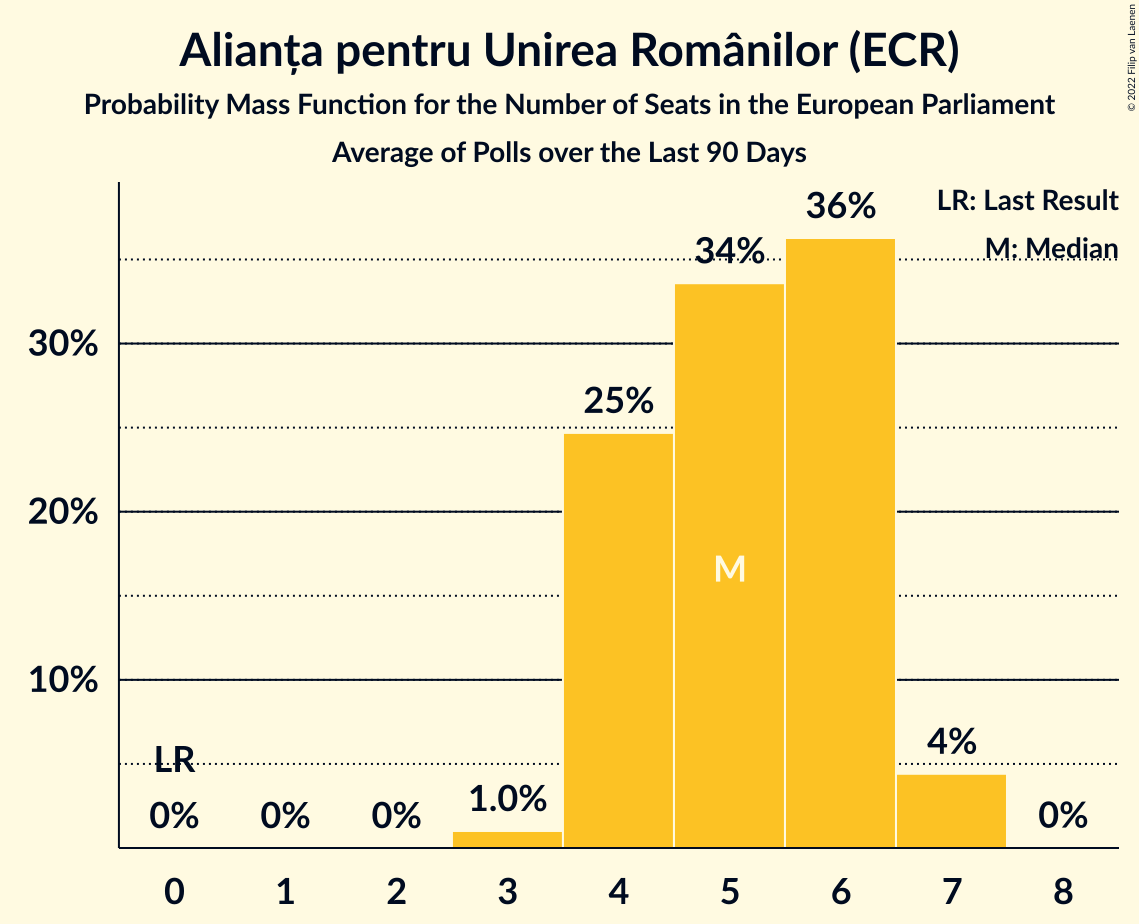 Alianța pentru Unirea Românilor (ECR)
Probability Mass Function for the Number of Seats in the European Parliament
Average of Polls over the Last 90 Days
© 2022 Filip van Laenen
LR: Last Result
M: Median
36%
34%
30%
25%
20%
M
10%
4%
LR
1.0%
0% 0% 0% 0%
0 1 2 3 4 5 6 7 8